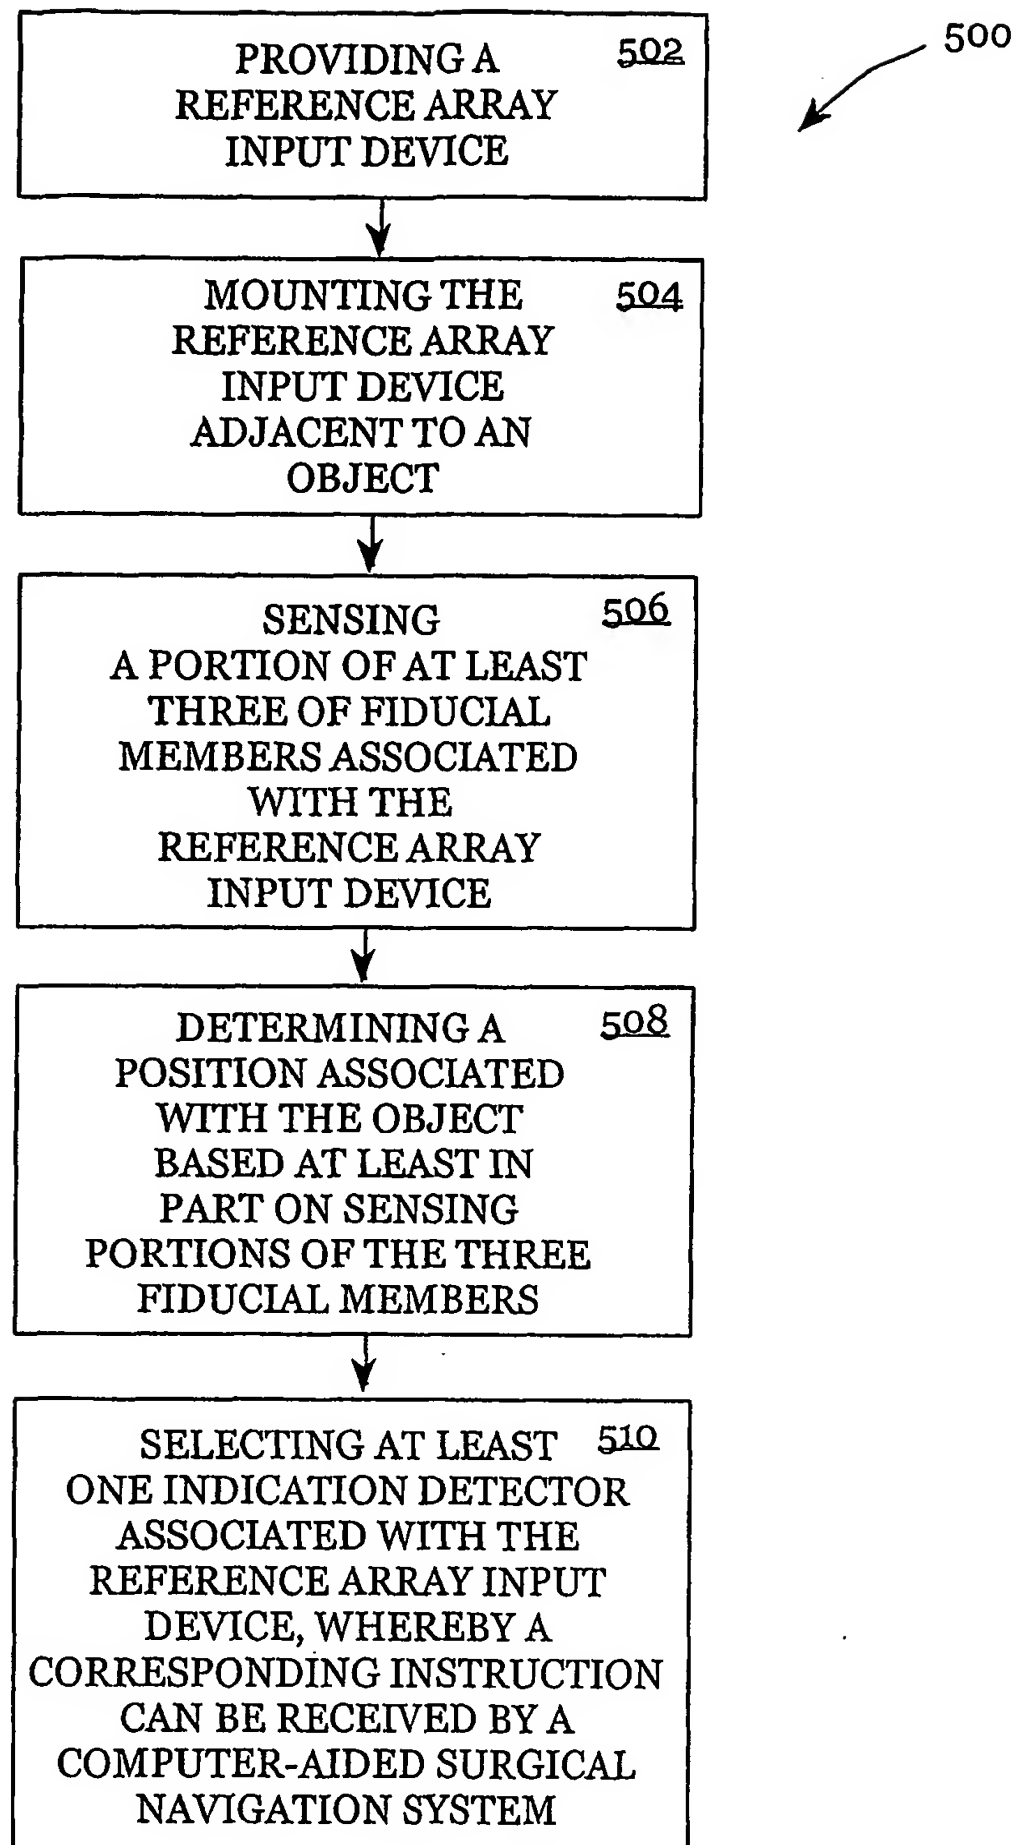 500
502
PROVIDING A
REFERENCE ARRAY
INPUT DEVICE
504
MOUNTING THE
REFERENCE ARRAY
INPUT DEVICE
ADJACENT TO AN
OBJECT
506
SENSING
A PORTION OF AT LEAST
THREE OF FIDUCIAL
MEMBERS ASSOCIATED
WITH THE
REFERENCE ARRAY
INPUT DEVICE
508
DETERMINING A
POSITION ASSOCIATED
WITH THE OBJECT
BASED AT LEAST IN
PART ON SENSING
PORTIONS OF THE THREE
FIDUCIAL MEMBERS
510
SELECTING AT LEAST
ONE INDICATION DETECTOR
ASSOCIATED WITH THE
REFERENCE ARRAY INPUT
DEVICE, WHEREBY A
CORRESPONDING INSTRUCTION
CAN BE RECEIVED BY A
COMPUTER-AIDED SURGICAL
NAVIGATION SYSTEM